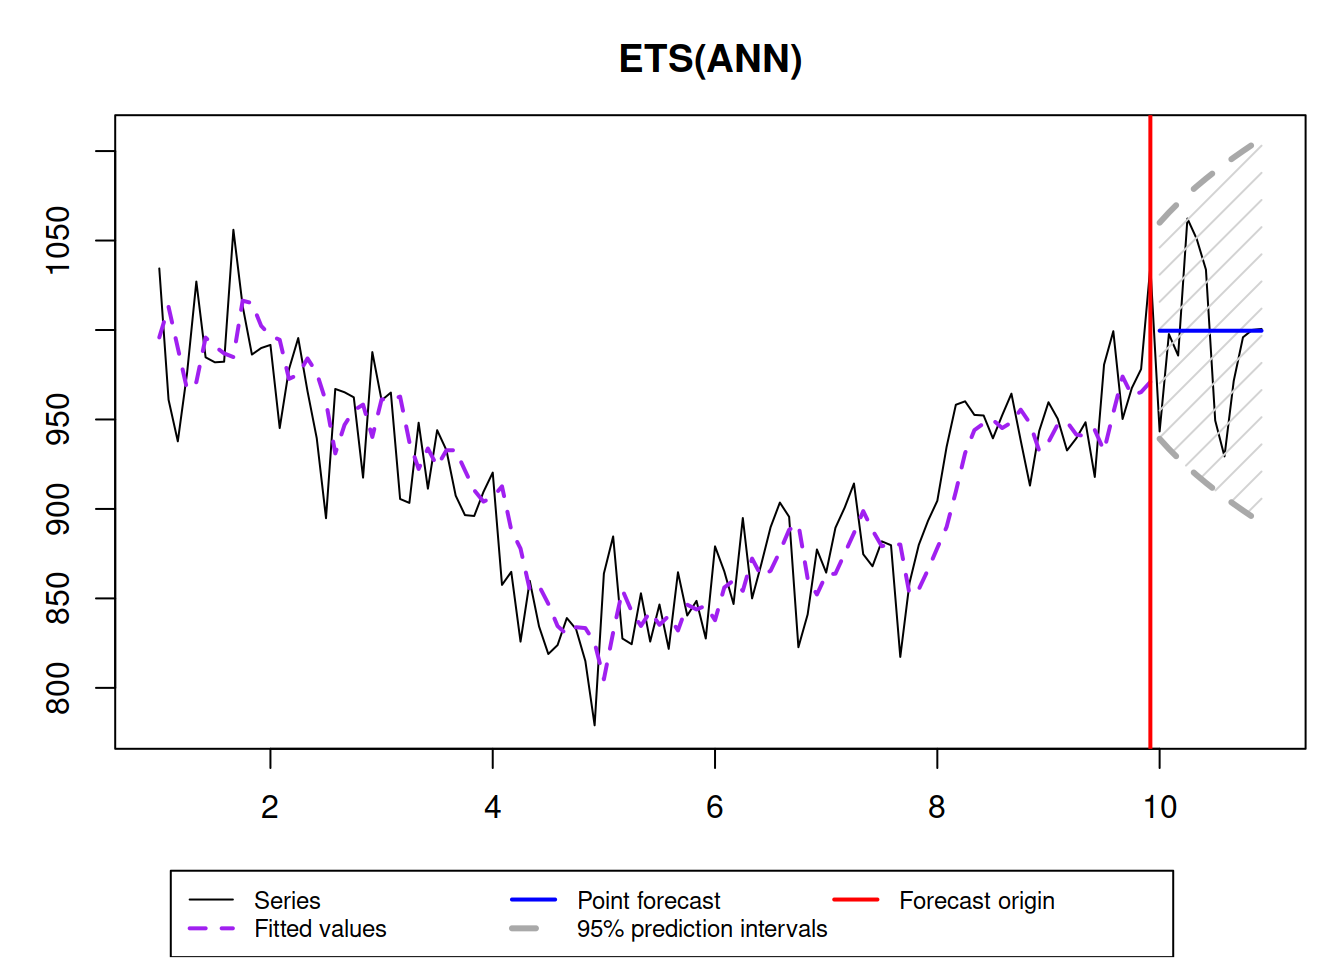 ETS(ANN)
1050
950
900
850
800
2
4
6
8
10
Series
Point forecast
Forecast origin
Fitted values
95% prediction intervals